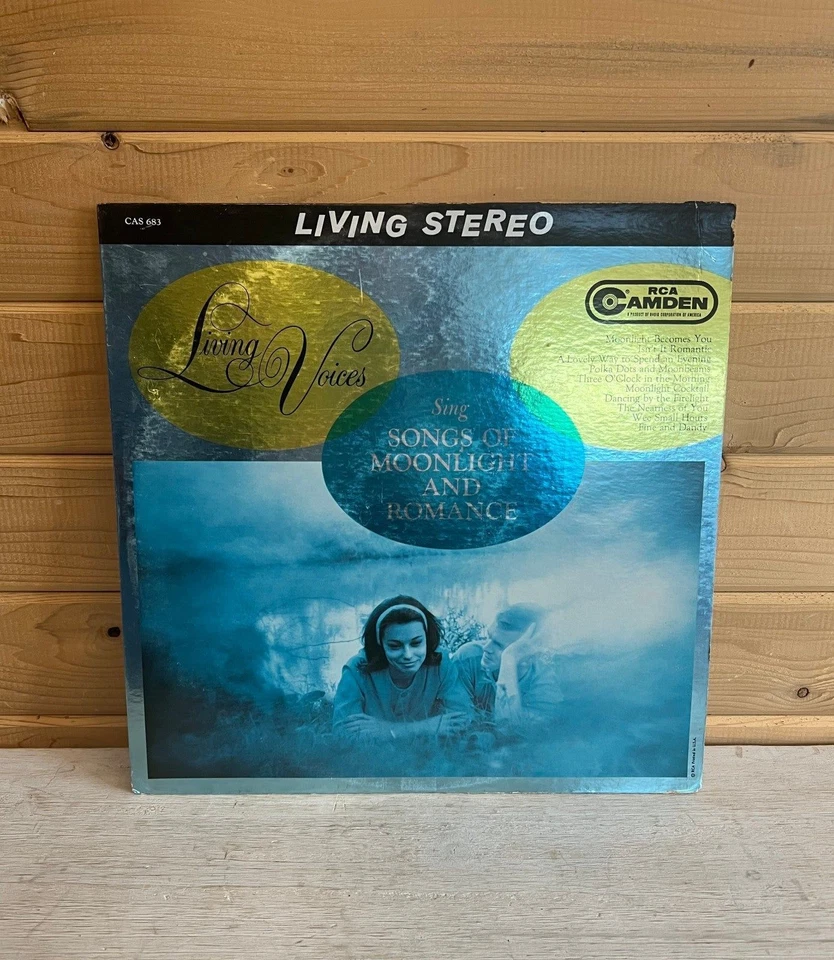 CAS 683
LIVING STEREO
Living
Voices
RCA
CAMDEN
A PRODUCT OF RADIO CORPORATION OF AMERICA
Moonlight Becomes You
Isn't It Romantic
A Lovely Way to Spend an Evening
Polka Dots and Moonbeams
Three O'Clock in the Morning
Moonlight Cocktail
Dancing by the Firelight
The Nearness of You
Wee Small Hours
Fine and Dandy
Sing
SONGS OF
MOONLIGHT
AND
ROMANCE
© RCA Printed in U.S.A.